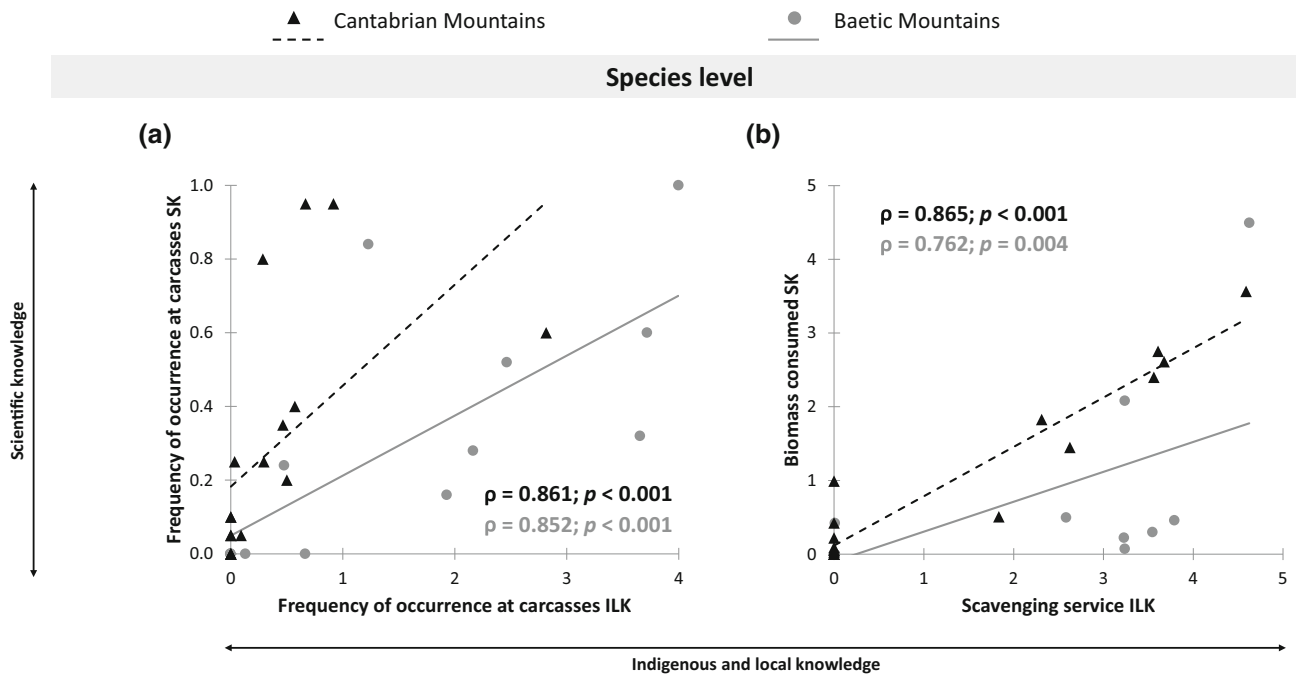 Cantabrian Mountains
Baetic Mountains
Species level
(a)
(b)
Scientific knowledge
Frequency of occurrence at carcasses SK
1.0
0.8
0.6
0.4
0.2
0.0
ρ = 0.861; p < 0.001
ρ = 0.852; p < 0.001
0 1 2 3 4
Frequency of occurrence at carcasses ILK
Biomass consumed SK
5
4
3
2
1
0
ρ = 0.865; p < 0.001
ρ = 0.762; p = 0.004
0 1 2 3 4 5
Scavenging service ILK
Indigenous and local knowledge